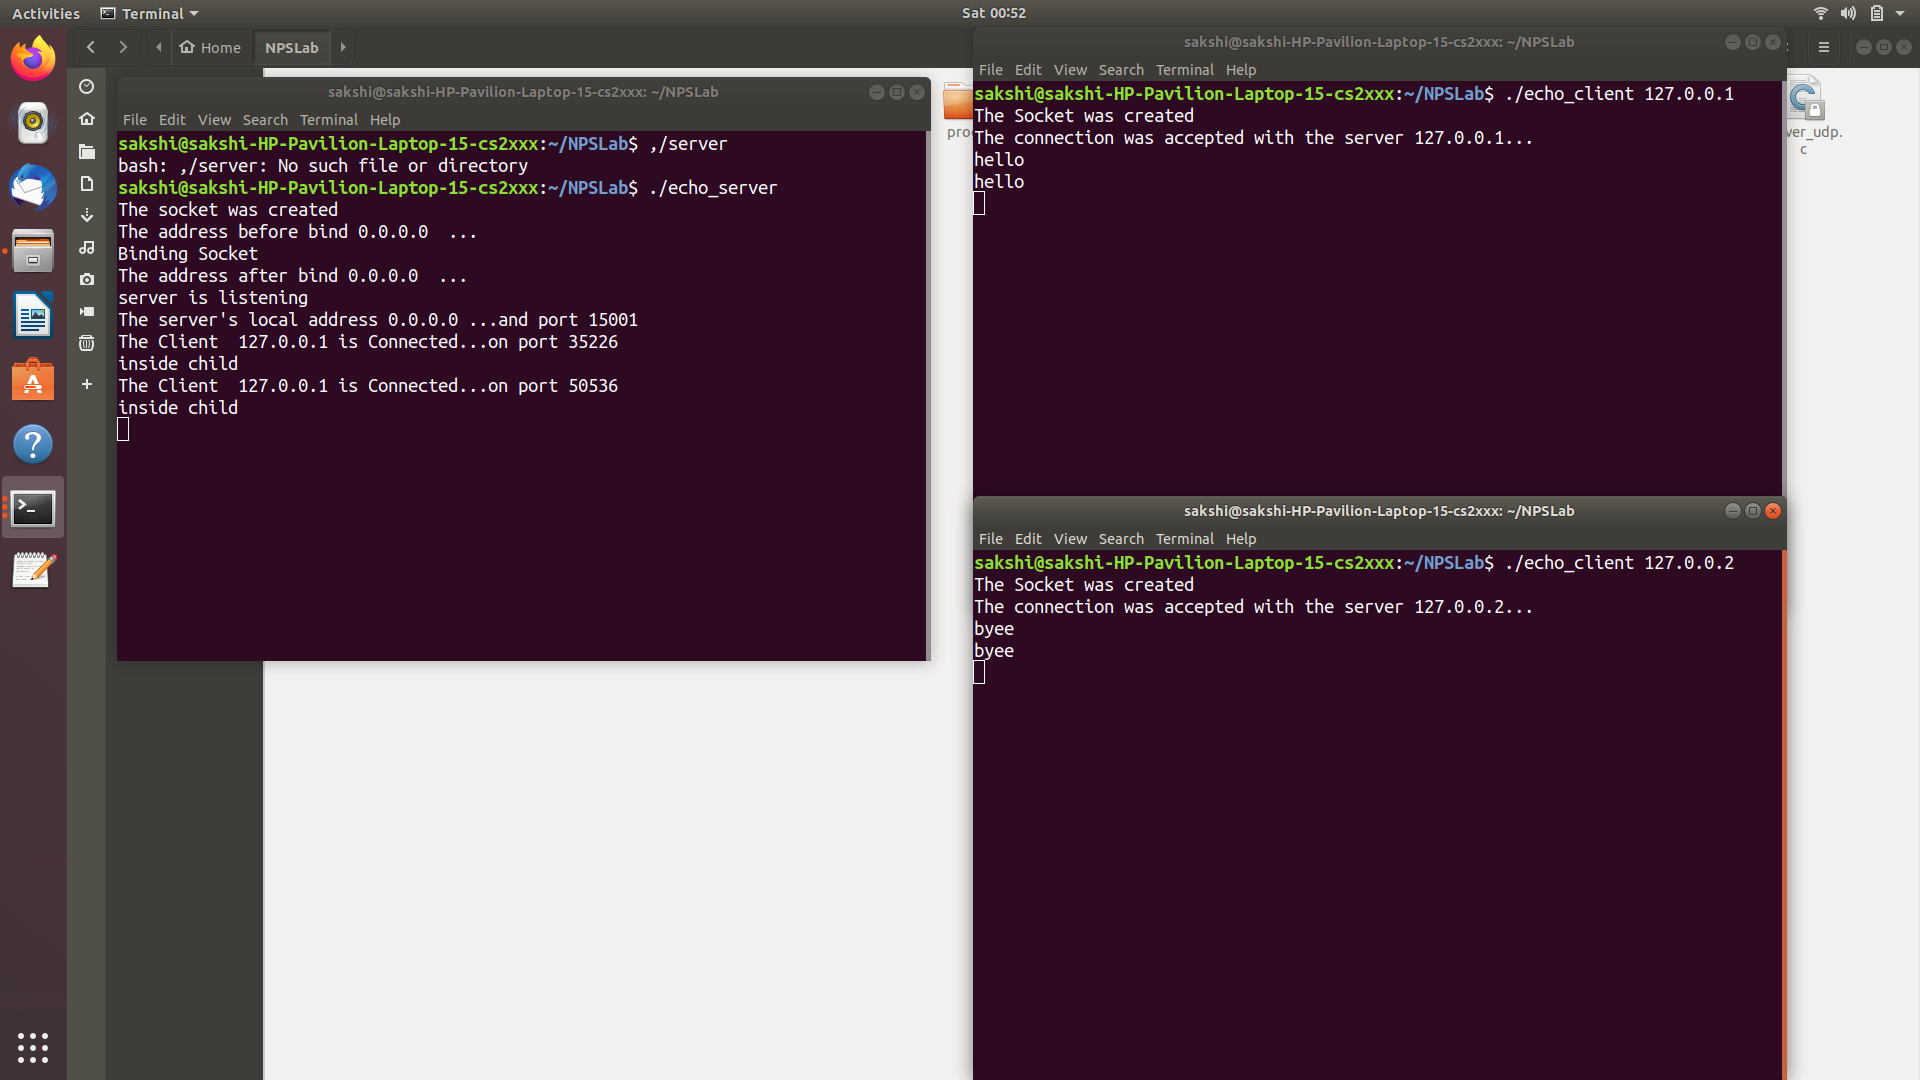 Activities
Terminal
Sat 00:52
Home
NPSLab
sakshi@sakshi-HP-Pavilion-Laptop-15-cs2xxx: ~/NPSLab
File Edit View Search Terminal Help
sakshi@sakshi-HP-Pavilion-Laptop-15-cs2xxx:~/NPSLab$ ,/server
bash: ,/server: No such file or directory
sakshi@sakshi-HP-Pavilion-Laptop-15-cs2xxx:~/NPSLab$ ./echo_server
The socket was created
The address before bind 0.0.0.0  ...
Binding Socket
The address after bind 0.0.0.0  ...
server is listening
The server's local address 0.0.0.0 ...and port 15001
The Client  127.0.0.1 is Connected...on port 35226
inside child
The Client  127.0.0.1 is Connected...on port 50536
inside child
pro
sakshi@sakshi-HP-Pavilion-Laptop-15-cs2xxx: ~/NPSLab
File Edit View Search Terminal Help
sakshi@sakshi-HP-Pavilion-Laptop-15-cs2xxx:~/NPSLab$ ./echo_client 127.0.0.1
The Socket was created
The connection was accepted with the server 127.0.0.1...
hello
hello
ver_udp.
c
sakshi@sakshi-HP-Pavilion-Laptop-15-cs2xxx: ~/NPSLab
File Edit View Search Terminal Help
sakshi@sakshi-HP-Pavilion-Laptop-15-cs2xxx:~/NPSLab$ ./echo_client 127.0.0.2
The Socket was created
The connection was accepted with the server 127.0.0.2...
byee
byee